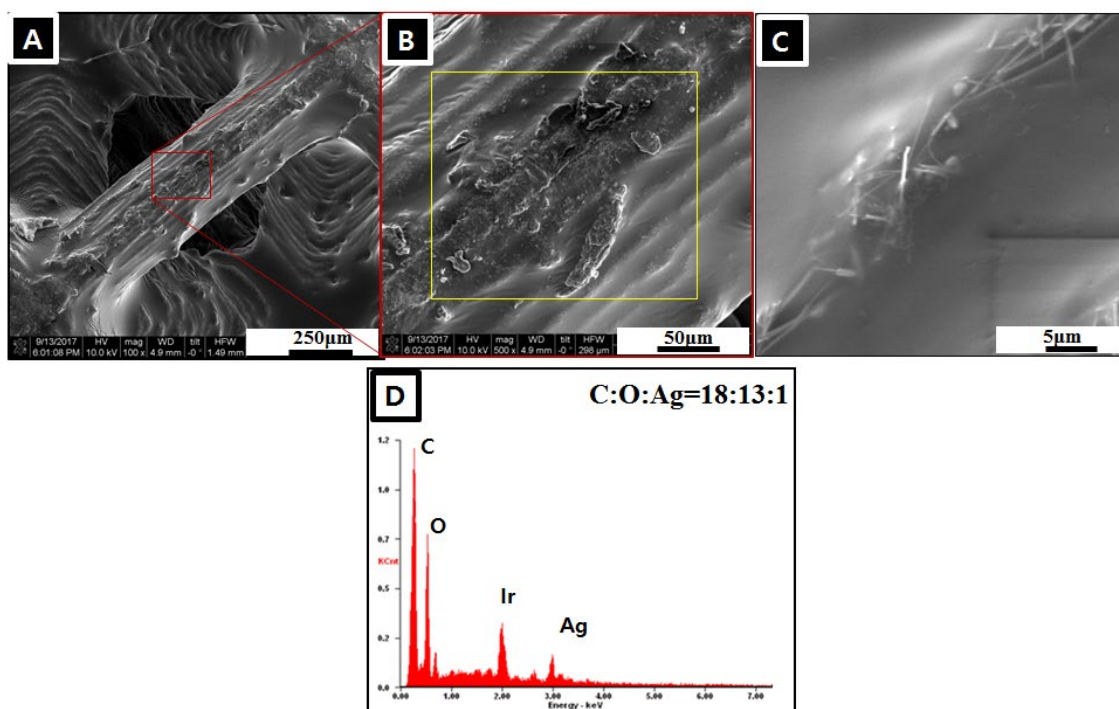 A
9/13/2017 HV mag WD tilt HFW
6:01:08 PM 10.0 kV 100 x 4.9 mm -0 ° 1.49 mm
250μm
B
9/13/2017 HV mag WD tilt HFW
6:02:03 PM 10.0 kV 500 x 4.9 mm -0 ° 298 μm
50μm
C
5μm
D
C:O:Ag=18:13:1
1.2
1.0
0.7
KCnt
0.5
0.2
0.0
C
O
Ir
Ag
0.00 1.00 2.00 3.00 4.00 5.00 6.00 7.00
Energy - keV